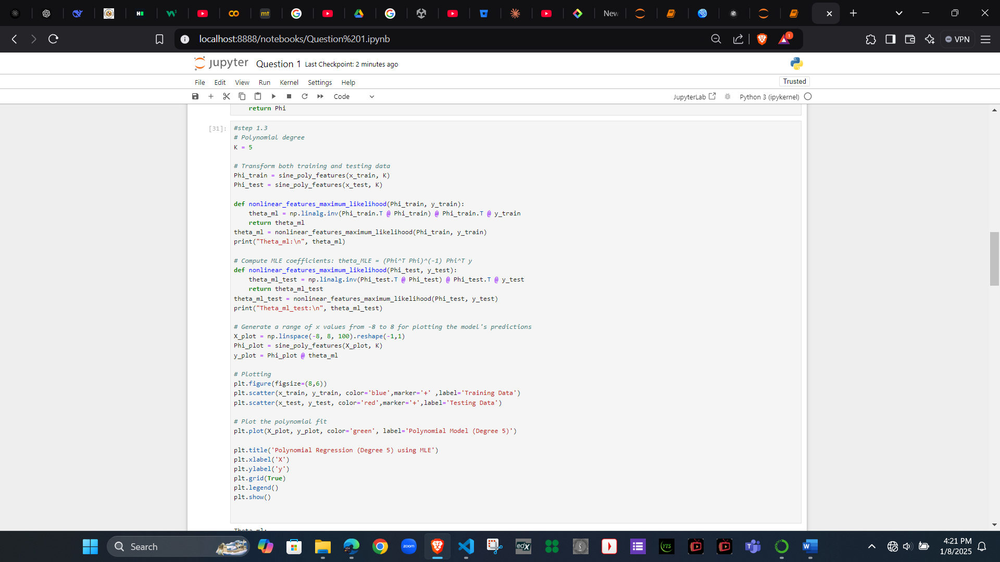 New
localhost:8888/notebooks/Question%201.ipynb
1
VPN
jupyter Question 1 Last Checkpoint: 2 minutes ago
File Edit View Run Kernel Settings Help
Trusted
Code
JupyterLab
Python 3 (ipykernel)
return Phi
[31]:
#step 1.3
# Polynomial degree
K = 5
# Transform both training and testing data
Phi_train = sine_poly_features(x_train, K)
Phi_test = sine_poly_features(x_test, K)
def nonlinear_features_maximum_likelihood(Phi_train, y_train):
theta_ml = np.linalg.inv(Phi_train.T @ Phi_train) @ Phi_train.T @ y_train
return theta_ml
theta_ml = nonlinear_features_maximum_likelihood(Phi_train, y_train)
print("Theta_ml:\n", theta_ml)
# Compute MLE coefficients: theta_MLE = (Phi^T Phi)^(-1) Phi^T y
def nonlinear_features_maximum_likelihood(Phi_test, y_test):
theta_ml_test = np.linalg.inv(Phi_test.T @ Phi_test) @ Phi_test.T @ y_test
return theta_ml_test
theta_ml_test = nonlinear_features_maximum_likelihood(Phi_test, y_test)
print("Theta_ml_test:\n", theta_ml_test)
# Generate a range of x values from -8 to 8 for plotting the model's predictions
X_plot = np.linspace(-8, 8, 100).reshape(-1,1)
Phi_plot = sine_poly_features(X_plot, K)
y_plot = Phi_plot @ theta_ml
# Plotting
plt.figure(figsize=(8,6))
plt.scatter(x_train, y_train, color='blue',marker='+' ,label='Training Data')
plt.scatter(x_test, y_test, color='red',marker='+',label='Testing Data')
# Plot the polynomial fit
plt.plot(X_plot, y_plot, color='green', label='Polynomial Model (Degree 5)')
plt.title('Polynomial Regression (Degree 5) using MLE')
plt.xlabel('X')
plt.ylabel('y')
plt.grid(True)
plt.legend()
plt.show()
Theta_ml:
Search
zoom
edX
YTS
4:21 PM
1/8/2025